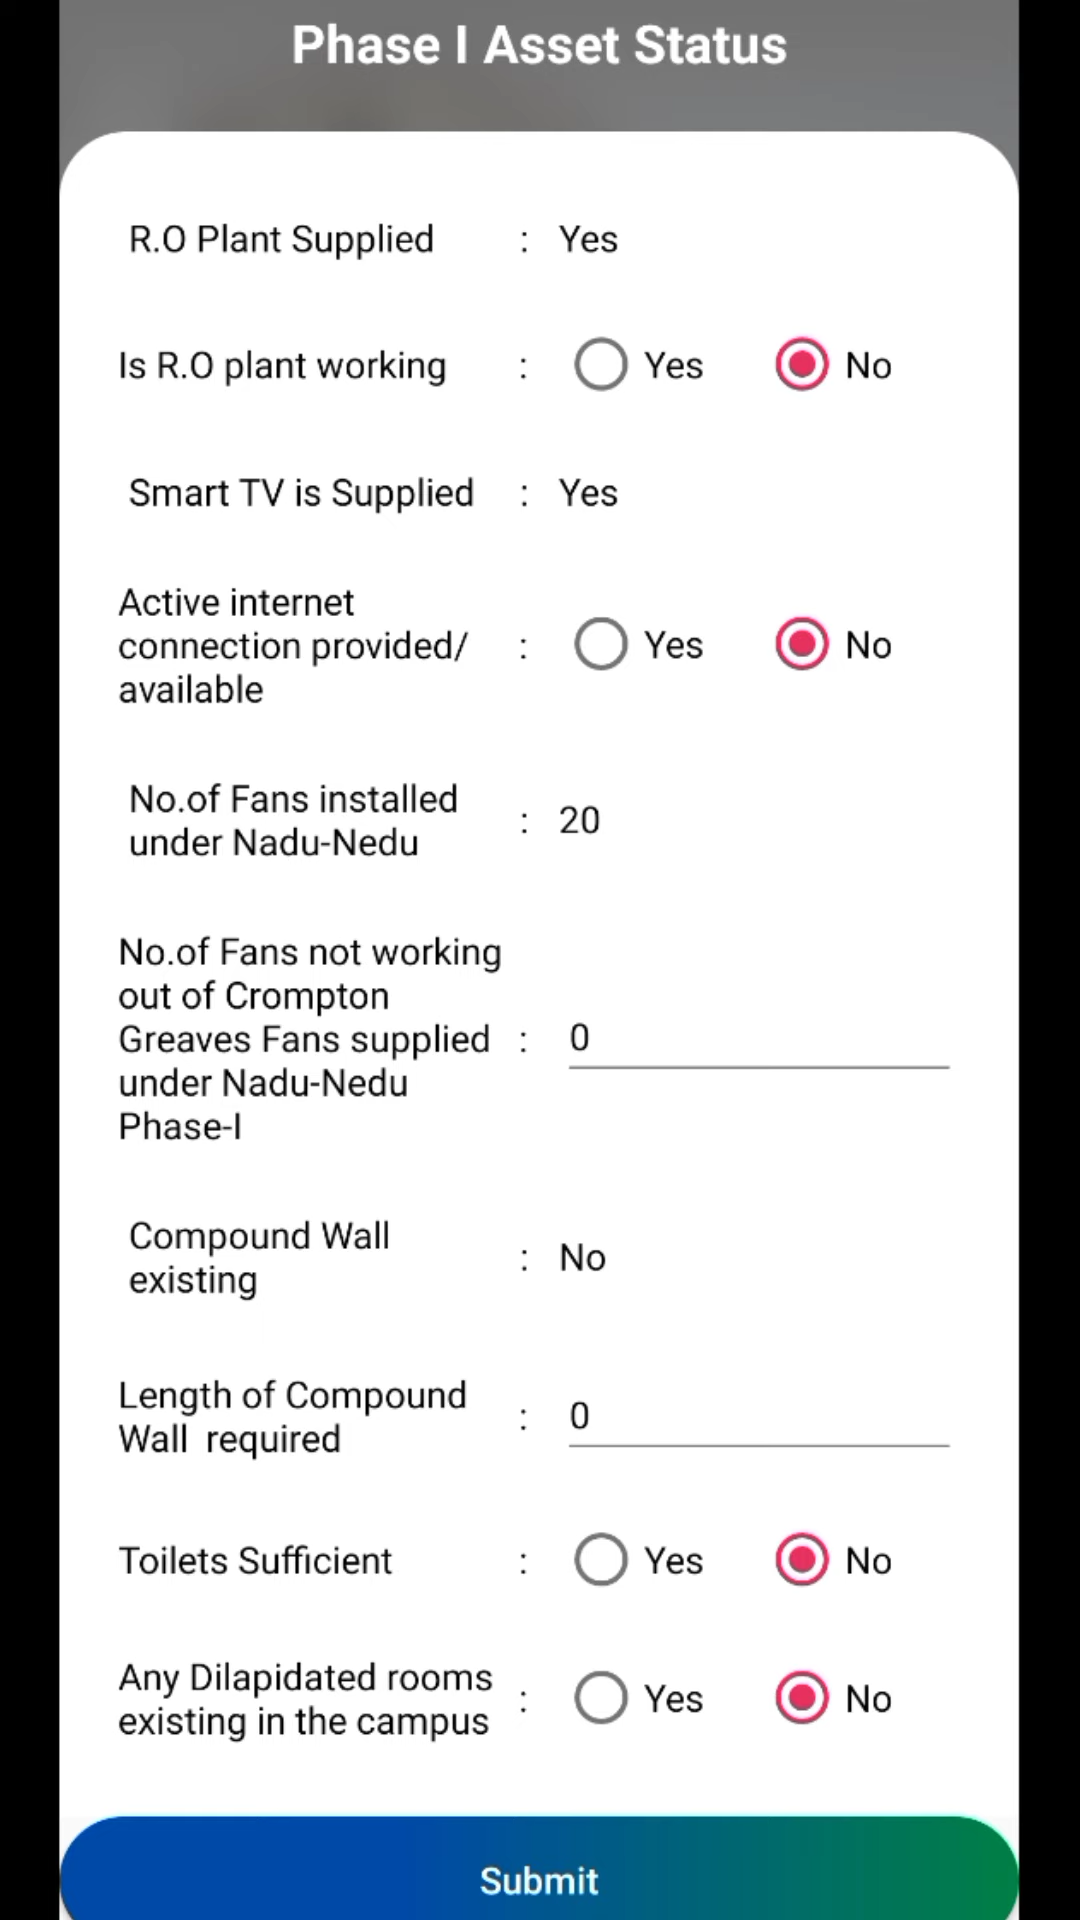 Phase I Asset Status
R.O Plant Supplied : Yes
Is R.O plant working : Yes No
Smart TV is Supplied : Yes
Active internet
connection provided/ : Yes No
available
No.of Fans installed
under Nadu-Nedu : 20
No.of Fans not working
out of Crompton
Greaves Fans supplied : 0
under Nadu-Nedu
Phase-I
Compound Wall
existing : No
Length of Compound
Wall required : 0
Toilets Sufficient : Yes No
Any Dilapidated rooms
existing in the campus : Yes No
Submit